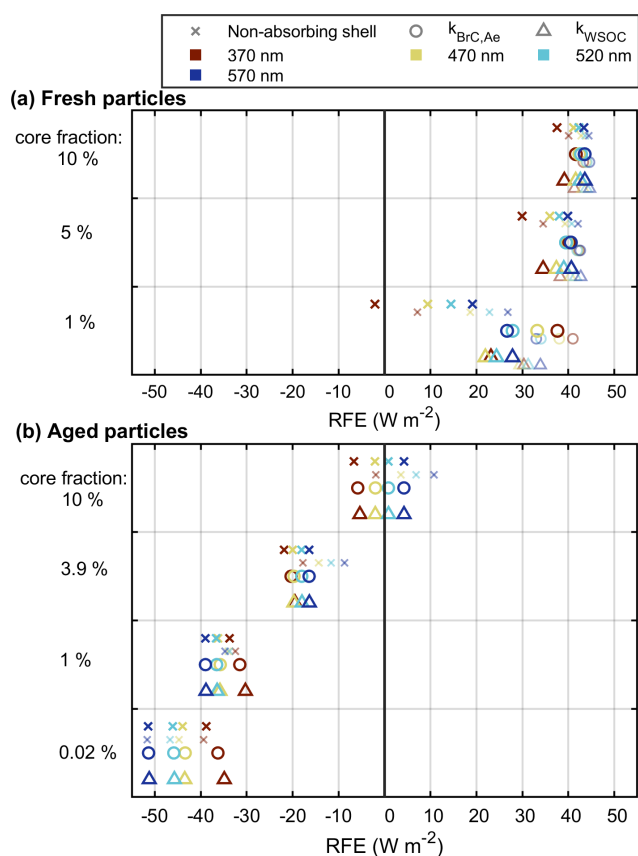 Non-absorbing shell k_BrC,Ae k_WSOC
370 nm 470 nm 520 nm
570 nm
(a) Fresh particles
core fraction:
10 %
5 %
1 %
-50 -40 -30 -20 -10 0 10 20 30 40 50
RFE (W m⁻²)
(b) Aged particles
core fraction:
10 %
3.9 %
1 %
0.02 %
-50 -40 -30 -20 -10 0 10 20 30 40 50
RFE (W m⁻²)